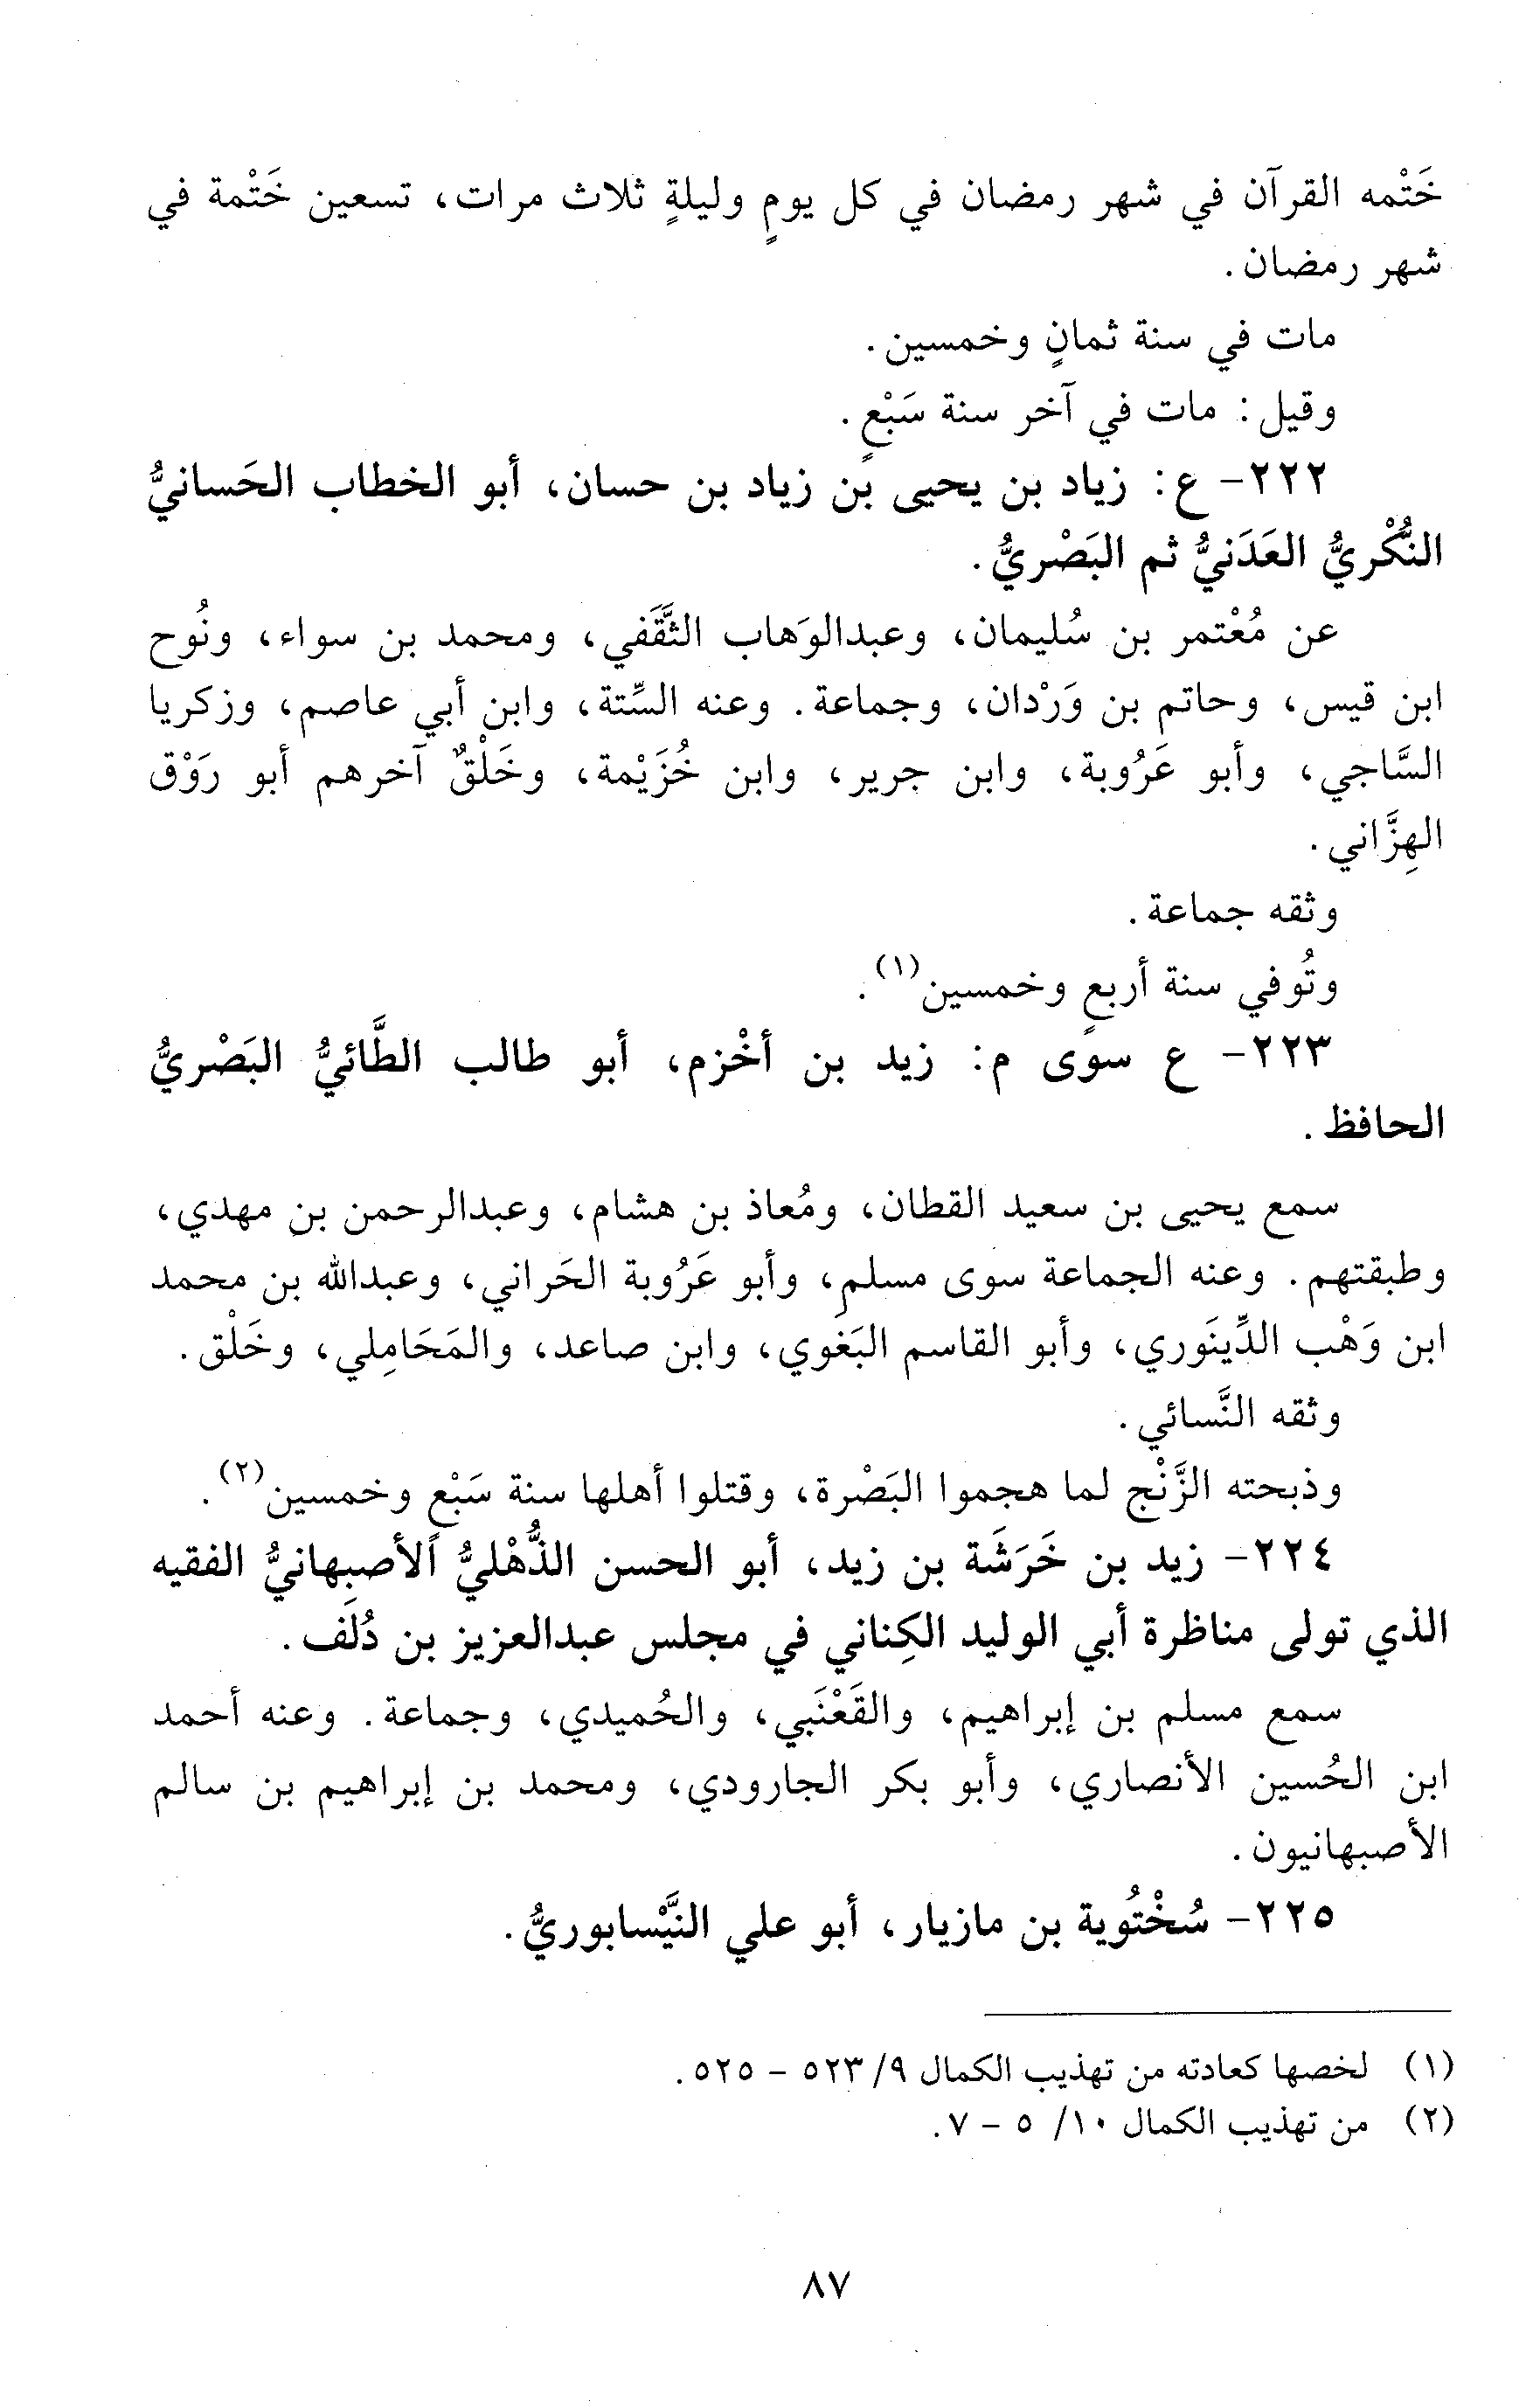 خَتْمه القرآن في شهر رمضان في كل يومٍ وليلةٍ ثلاث مرات، تسعين خَتْمة في
شهر رمضان.
مات في سنة ثمانٍ وخمسين.
وقيل: مات في آخر سنة سَبْعٍ.
٢٢٢- ع: زياد بن يحيى بن زياد بن حسان، أبو الخطاب الحَسانيُّ
النُّكْريُّ العَدَنيُّ ثم البَصْريُّ.
عن مُعْتمر بن سُليمان، وعبدالوَهاب الثَّقَفي، ومحمد بن سواء، ونُوح
ابن قيس، وحاتم بن وَرْدان، وجماعة. وعنه السِّتة، وابن أبي عاصم، وزكريا
السَّاجي، وأبو عَرُوبة، وابن جرير، وابن خُزَيْمة، وخَلْقٌ آخرهم أبو رَوْق
الهِزَّاني.
وثقه جماعة.
وتُوفي سنة أربعٍ وخمسين(١).
٢٢٣- ع سوى م: زيد بن أخْزم، أبو طالب الطَّائيُّ البَصْريُّ
الحافظ.
سمع يحيى بن سعيد القطان، ومُعاذ بن هشام، وعبدالرحمن بن مهدي،
وطبقتهم. وعنه الجماعة سوى مسلمٍ، وأبو عَرُوبة الحَراني، وعبدالله بن محمد
ابن وَهْب الدِّينَوري، وأبو القاسم البَغَوي، وابن صاعد، والمَحَامِلي، وخَلْق.
وثقه النَّسائي.
وذبحته الزَّنْج لما هجموا البَصْرة، وقتلوا أهلها سنة سَبْعٍ وخمسين(٢).
٢٢٤- زيد بن خَرَشَة بن زيد، أبو الحسن الذُّهْليُّ الأصبهانيُّ الفقيه
الذي تولى مناظرة أبي الوليد الكِناني في مجلس عبدالعزيز بن دُلَف.
سمع مسلم بن إبراهيم، والقَعْنَبي، والحُميدي، وجماعة. وعنه أحمد
ابن الحُسين الأنصاري، وأبو بكر الجارودي، ومحمد بن إبراهيم بن سالم
الأصبهانيون.
٢٢٥- سُخْتُوية بن مازيار، أبو علي النَّيْسابوريُّ.
(١) لخصها كعادته من تهذيب الكمال ٩/ ٥٢٣ - ٥٢٥.
(٢) من تهذيب الكمال ١٠/ ٥ - ٧.
٨٧